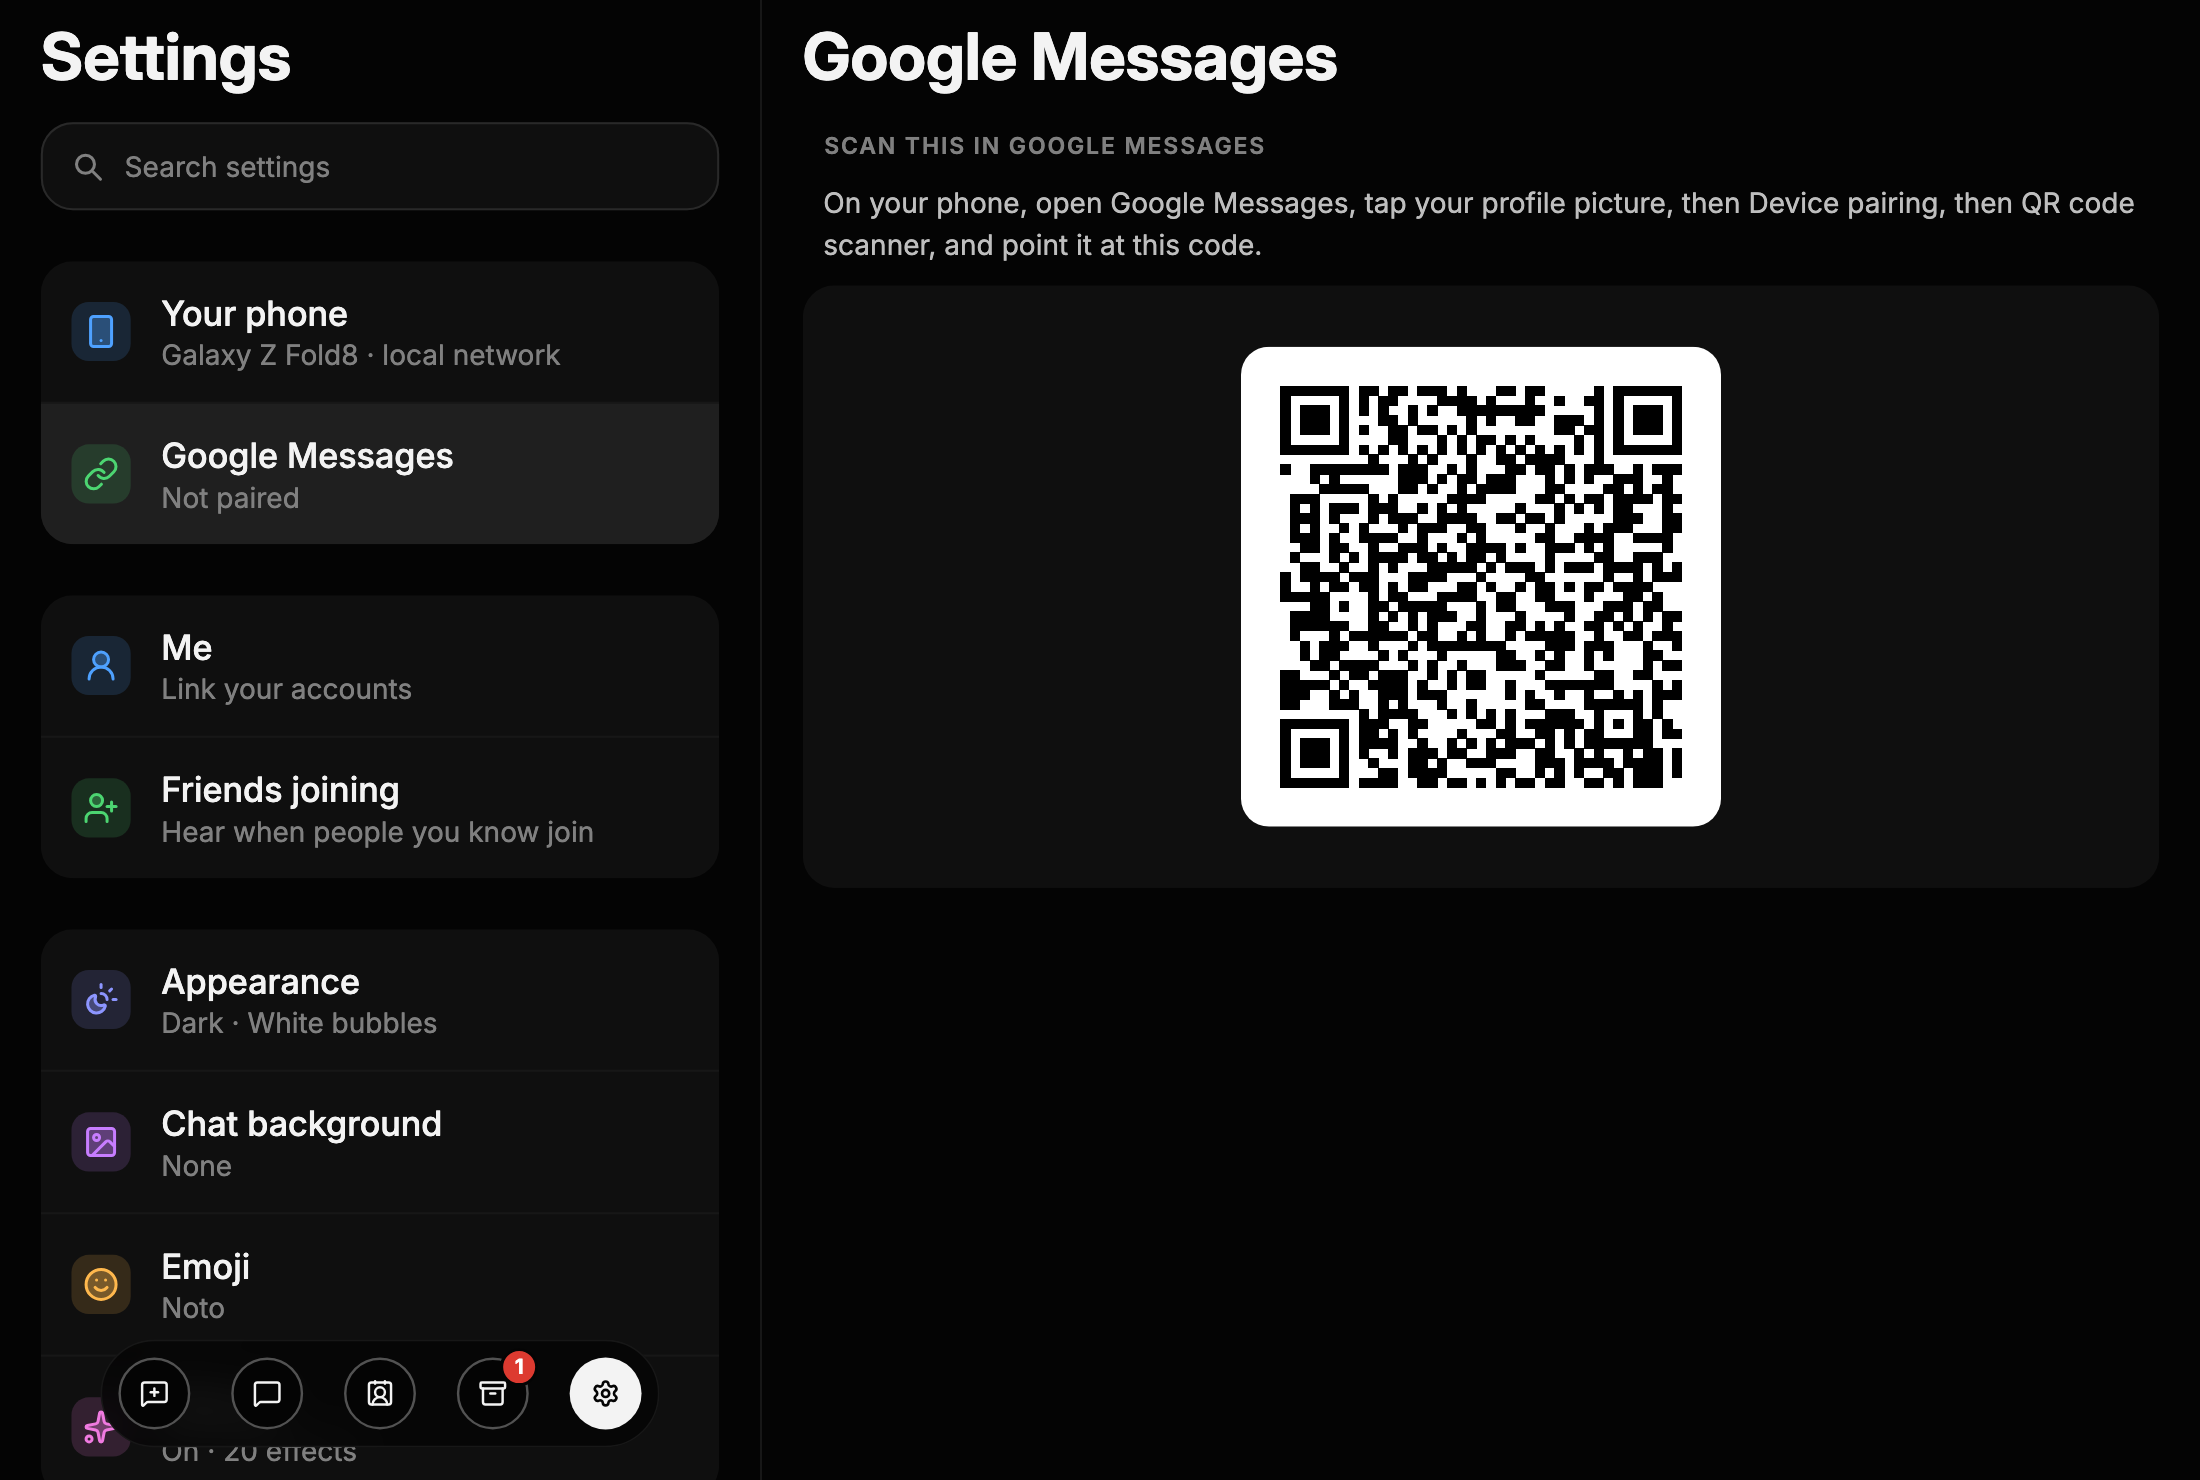 Settings
Search settings
Your phone
Galaxy Z Fold8 · local network
Google Messages
Not paired
Me
Link your accounts
Friends joining
Hear when people you know join
Appearance
Dark · White bubbles
Chat background
None
Emoji
Noto
1
On · 20 effects
Google Messages
SCAN THIS IN GOOGLE MESSAGES
On your phone, open Google Messages, tap your profile picture, then Device pairing, then QR code
scanner, and point it at this code.